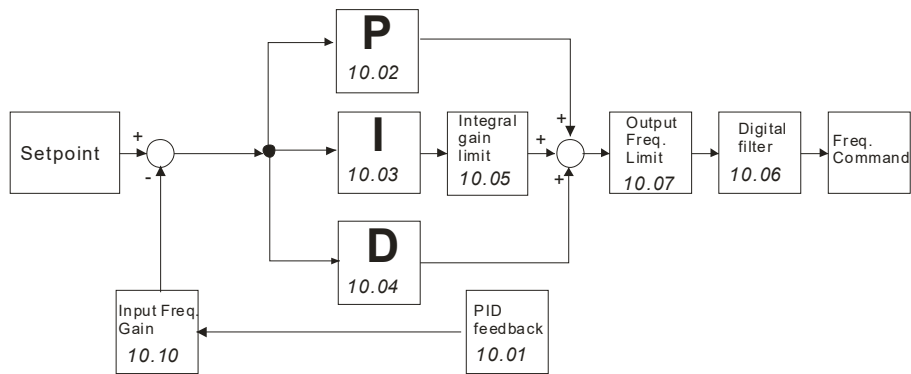 P
10.02
Setpoint
+
-
I
10.03
Integral
gain
limit
10.05
+
+
+
Output
Freq.
Limit
10.07
Digital
filter
10.06
Freq.
Command
D
10.04
Input Freq.
Gain
10.10
PID
feedback
10.01